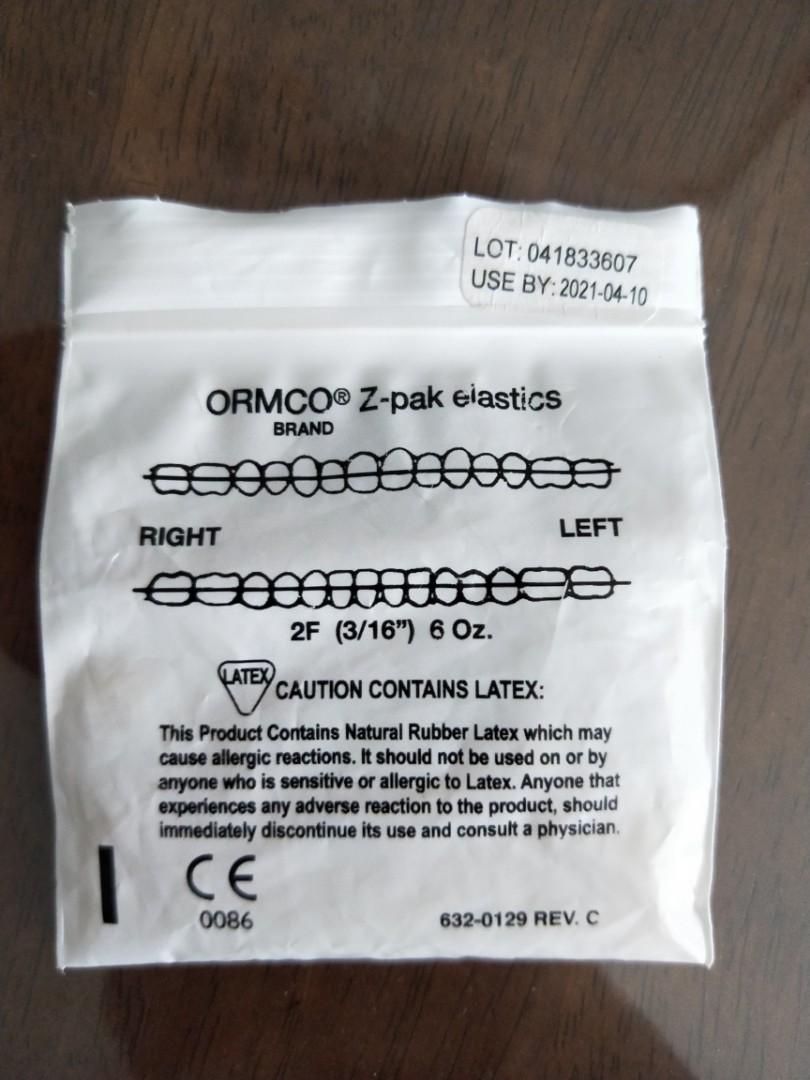 LOT: 041833607
USE BY: 2021-04-10
ORMCO® Z-pak elastics
BRAND
RIGHT LEFT
2F (3/16”) 6 Oz.
LATEX CAUTION CONTAINS LATEX:
This Product Contains Natural Rubber Latex which may
cause allergic reactions. It should not be used on or by
anyone who is sensitive or allergic to Latex. Anyone that
experiences any adverse reaction to the product, should
immediately discontinue its use and consult a physician.
CE
0086 632-0129 REV. C